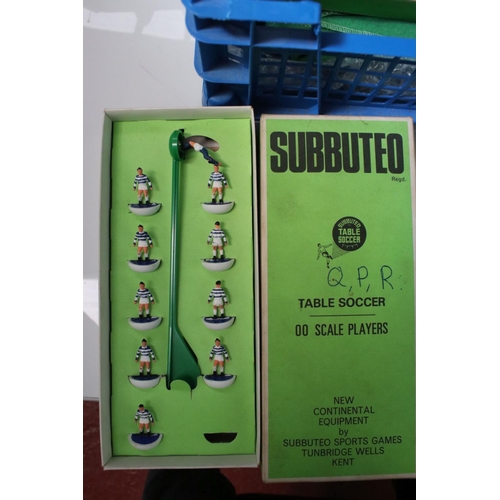 SUBBUTEO
Regd.
SUBBUTEO
TABLE
SOCCER
Q, P, R.
TABLE SOCCER
00 SCALE PLAYERS
NEW
CONTINENTAL
EQUIPMENT
by
SUBBUTEO SPORTS GAMES
TUNBRIDGE WELLS
KENT